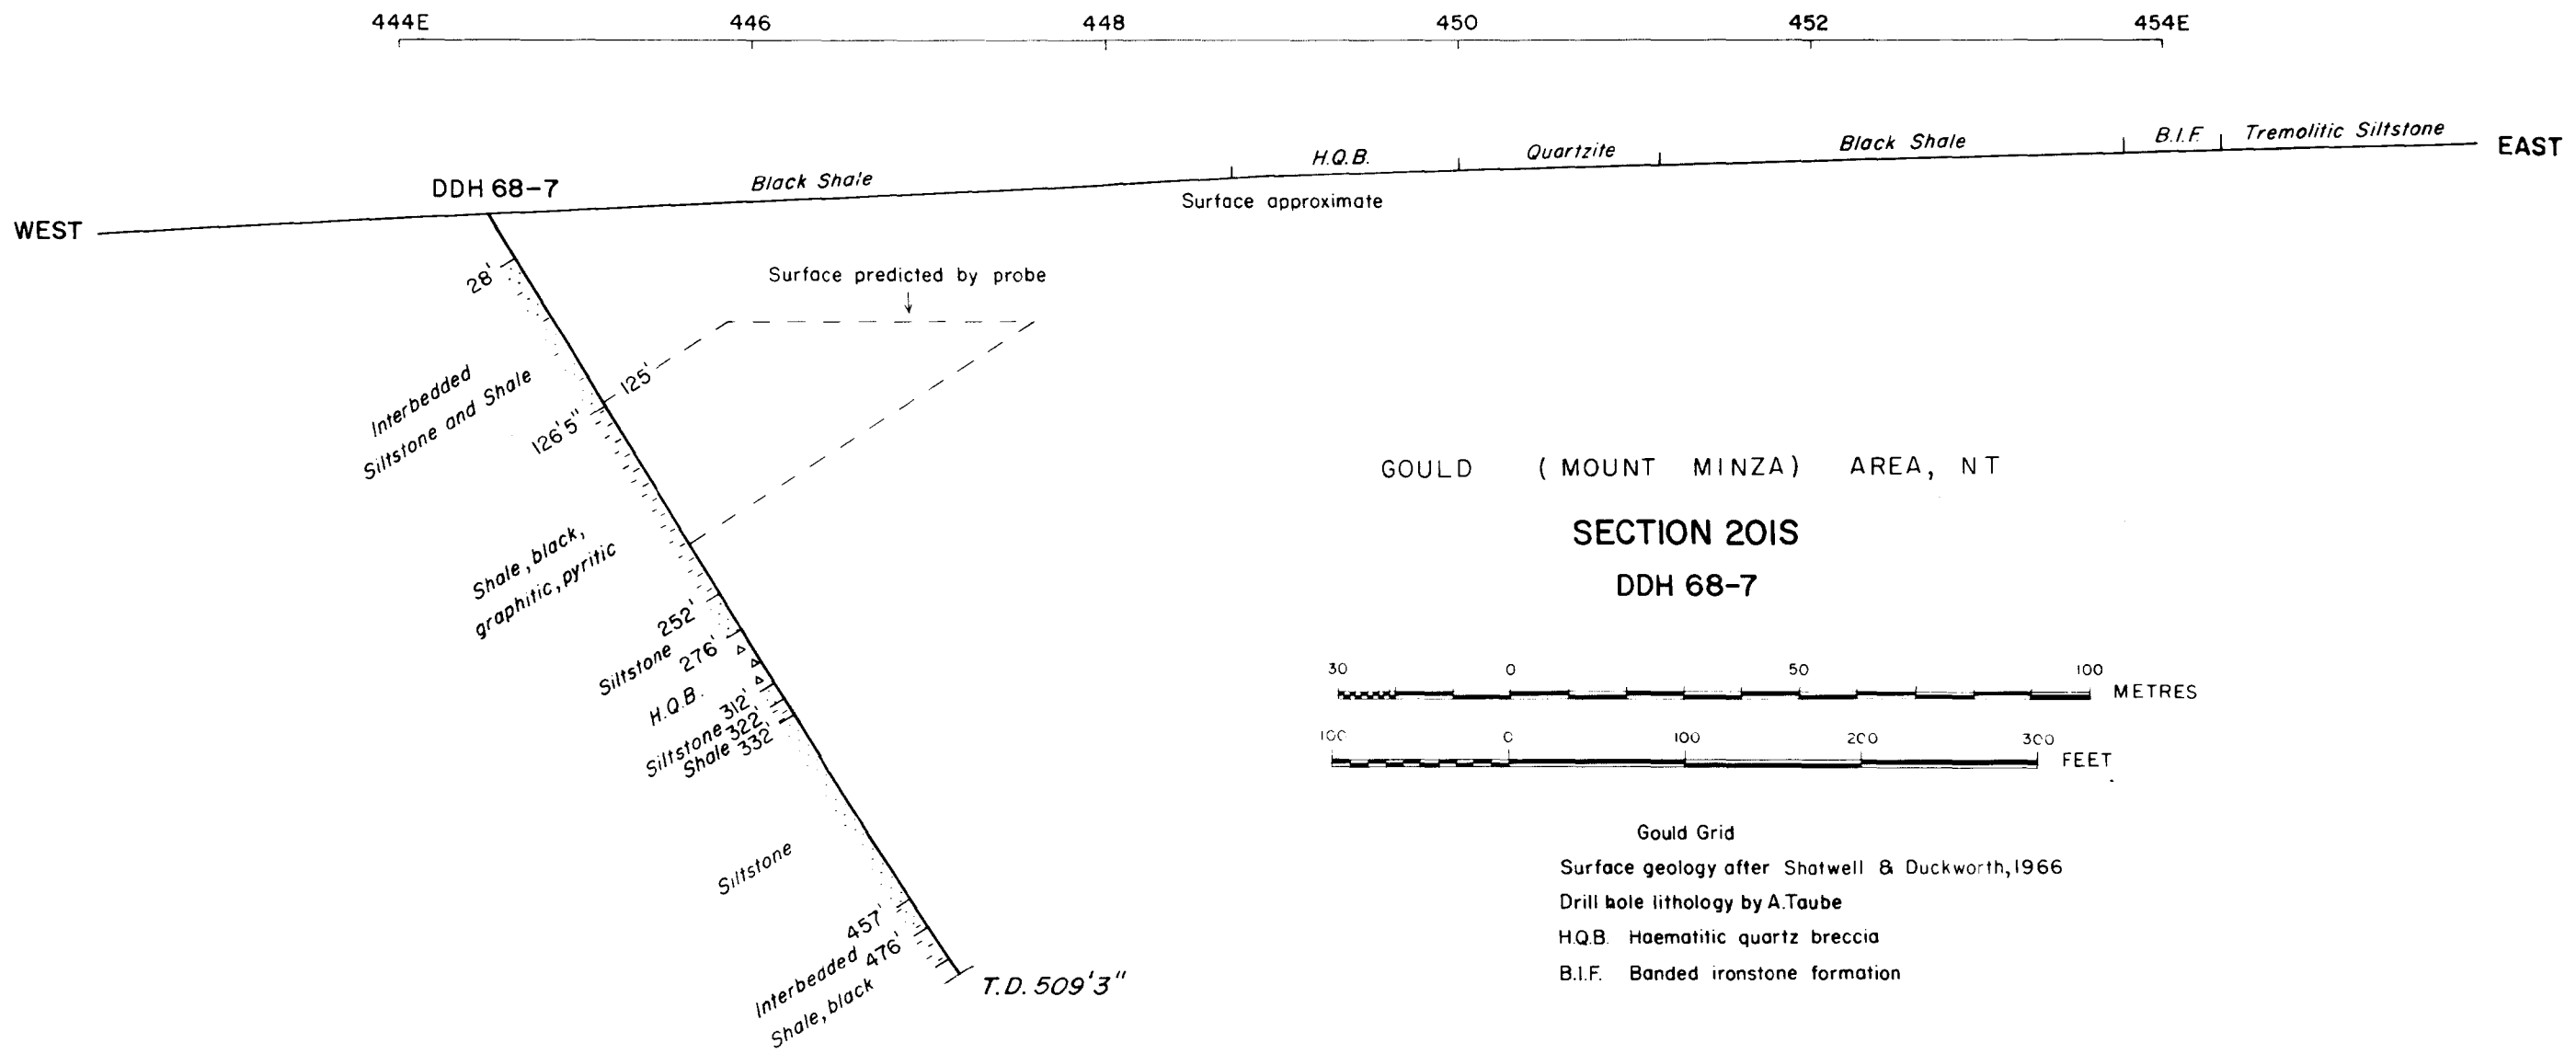 444E 446 448 450 452 454E
WEST
DDH 68-7
Black Shale
H.Q.B.
Quartzite
Black Shale
B.I.F.
Tremolitic Siltstone
EAST
Surface approximate
Surface predicted by probe
28'
Interbedded
Siltstone and Shale
125'
126'5"
Shale, black,
graphitic, pyritic
252'
Siltstone
276'
H.Q.B.
312'
Siltstone
322'
Shale
332'
Siltstone
457'
Interbedded
476'
Shale, black
T.D. 509'3"
GOULD (MOUNT MINZA) AREA, NT
SECTION 201S
DDH 68-7
30 0 50 100
METRES
100 0 100 200 300
FEET
Gould Grid
Surface geology after Shatwell & Duckworth, 1966
Drill hole lithology by A.Taube
H.Q.B. Haematitic quartz breccia
B.I.F. Banded ironstone formation